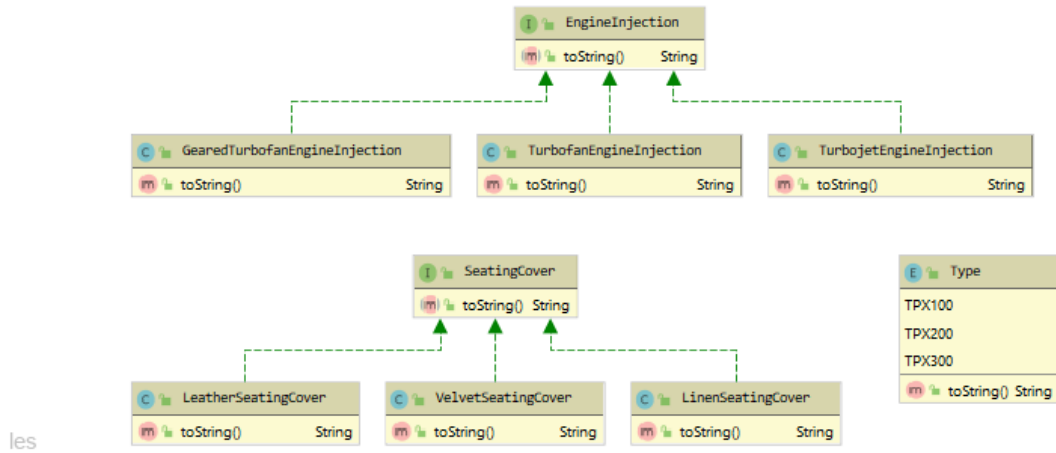 EngineInjection
toString() String
GearedTurbofanEngineInjection
toString() String
TurbofanEngineInjection
toString() String
TurbojetEngineInjection
toString() String
SeatingCover
toString() String
Type
TPX100
TPX200
TPX300
toString() String
LeatherSeatingCover
toString() String
VelvetSeatingCover
toString() String
LinenSeatingCover
toString() String
les